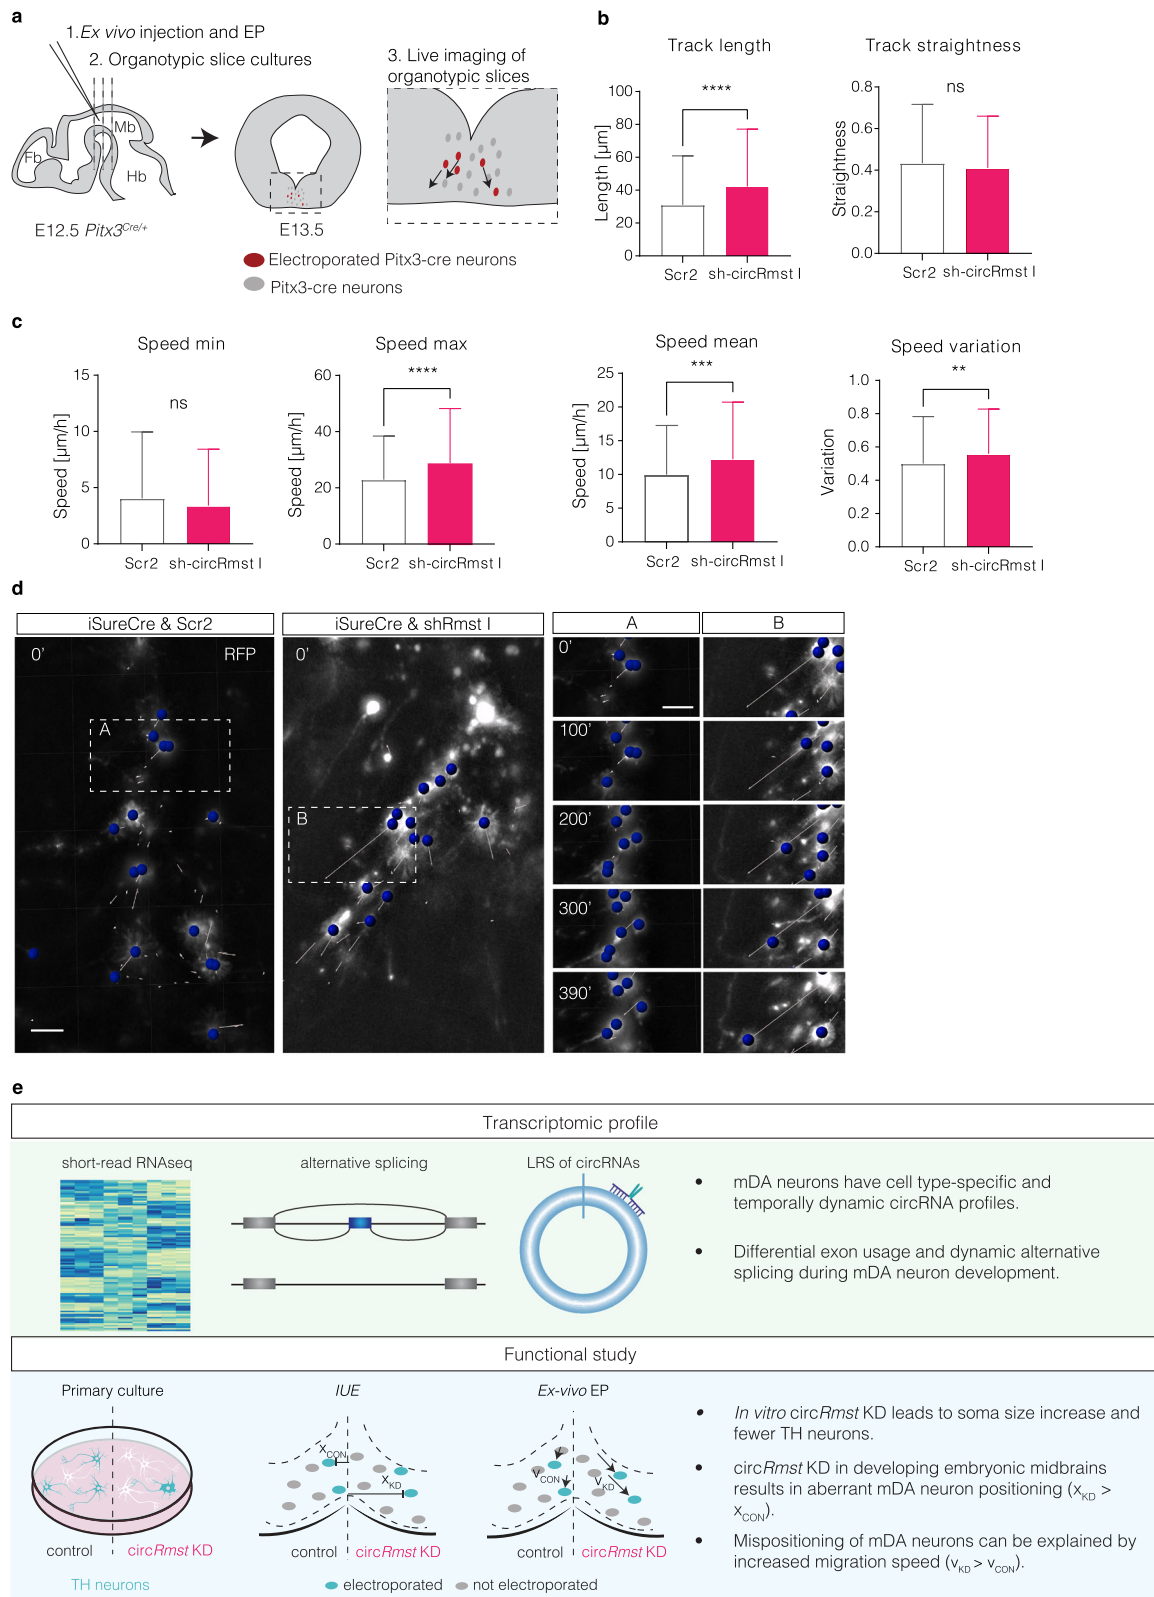 a
1.Ex vivo injection and EP
2. Organotypic slice cultures
3. Live imaging of
organotypic slices
Fb
Mb
Hb
E12.5 Pitx3Cre/+
E13.5
Electroporated Pitx3-cre neurons
Pitx3-cre neurons
b
Track length
Length [µm]
100
80
60
40
20
0
****
Scr2
sh-circRmst I
Track straightness
Straightness
0.8
0.6
0.4
0.2
0.0
ns
Scr2
sh-circRmst I
c
Speed min
Speed [µm/h]
15
10
5
0
ns
Scr2
sh-circRmst I
Speed max
Speed [µm/h]
60
40
20
0
****
Scr2
sh-circRmst I
Speed mean
Speed [µm/h]
25
20
15
10
5
0
***
Scr2
sh-circRmst I
Speed variation
Variation
1.0
0.8
0.6
0.4
0.2
0.0
**
Scr2
sh-circRmst I
d
iSureCre & Scr2
0'
RFP
A
iSureCre & shRmst I
0'
B
A
B
0'
100'
200'
300'
390'
e
Transcriptomic profile
short-read RNAseq
alternative splicing
LRS of circRNAs
• mDA neurons have cell type-specific and
temporally dynamic circRNA profiles.
• Differential exon usage and dynamic alternative
splicing during mDA neuron development.
Functional study
Primary culture
control
circRmst KD
TH neurons
IUE
xCON
xKD
control
circRmst KD
Ex-vivo EP
vCON
vKD
control
circRmst KD
electroporated
not electroporated
• In vitro circRmst KD leads to soma size increase and
fewer TH neurons.
• circRmst KD in developing embryonic midbrains
results in aberrant mDA neuron positioning (xKD >
xCON).
• Mispositioning of mDA neurons can be explained by
increased migration speed (vKD > vCON).